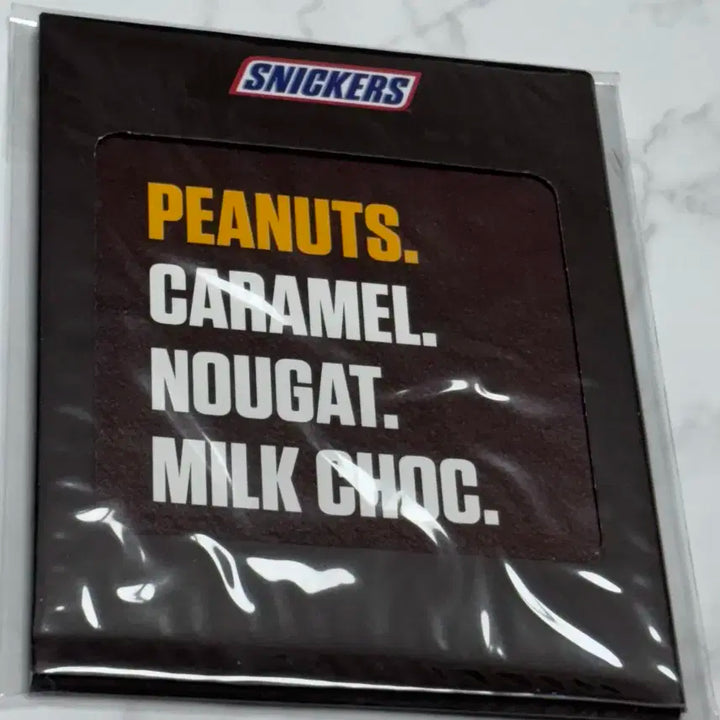 SNICKERS
PEANUTS.
CARAMEL.
NOUGAT.
MILK CHOC.